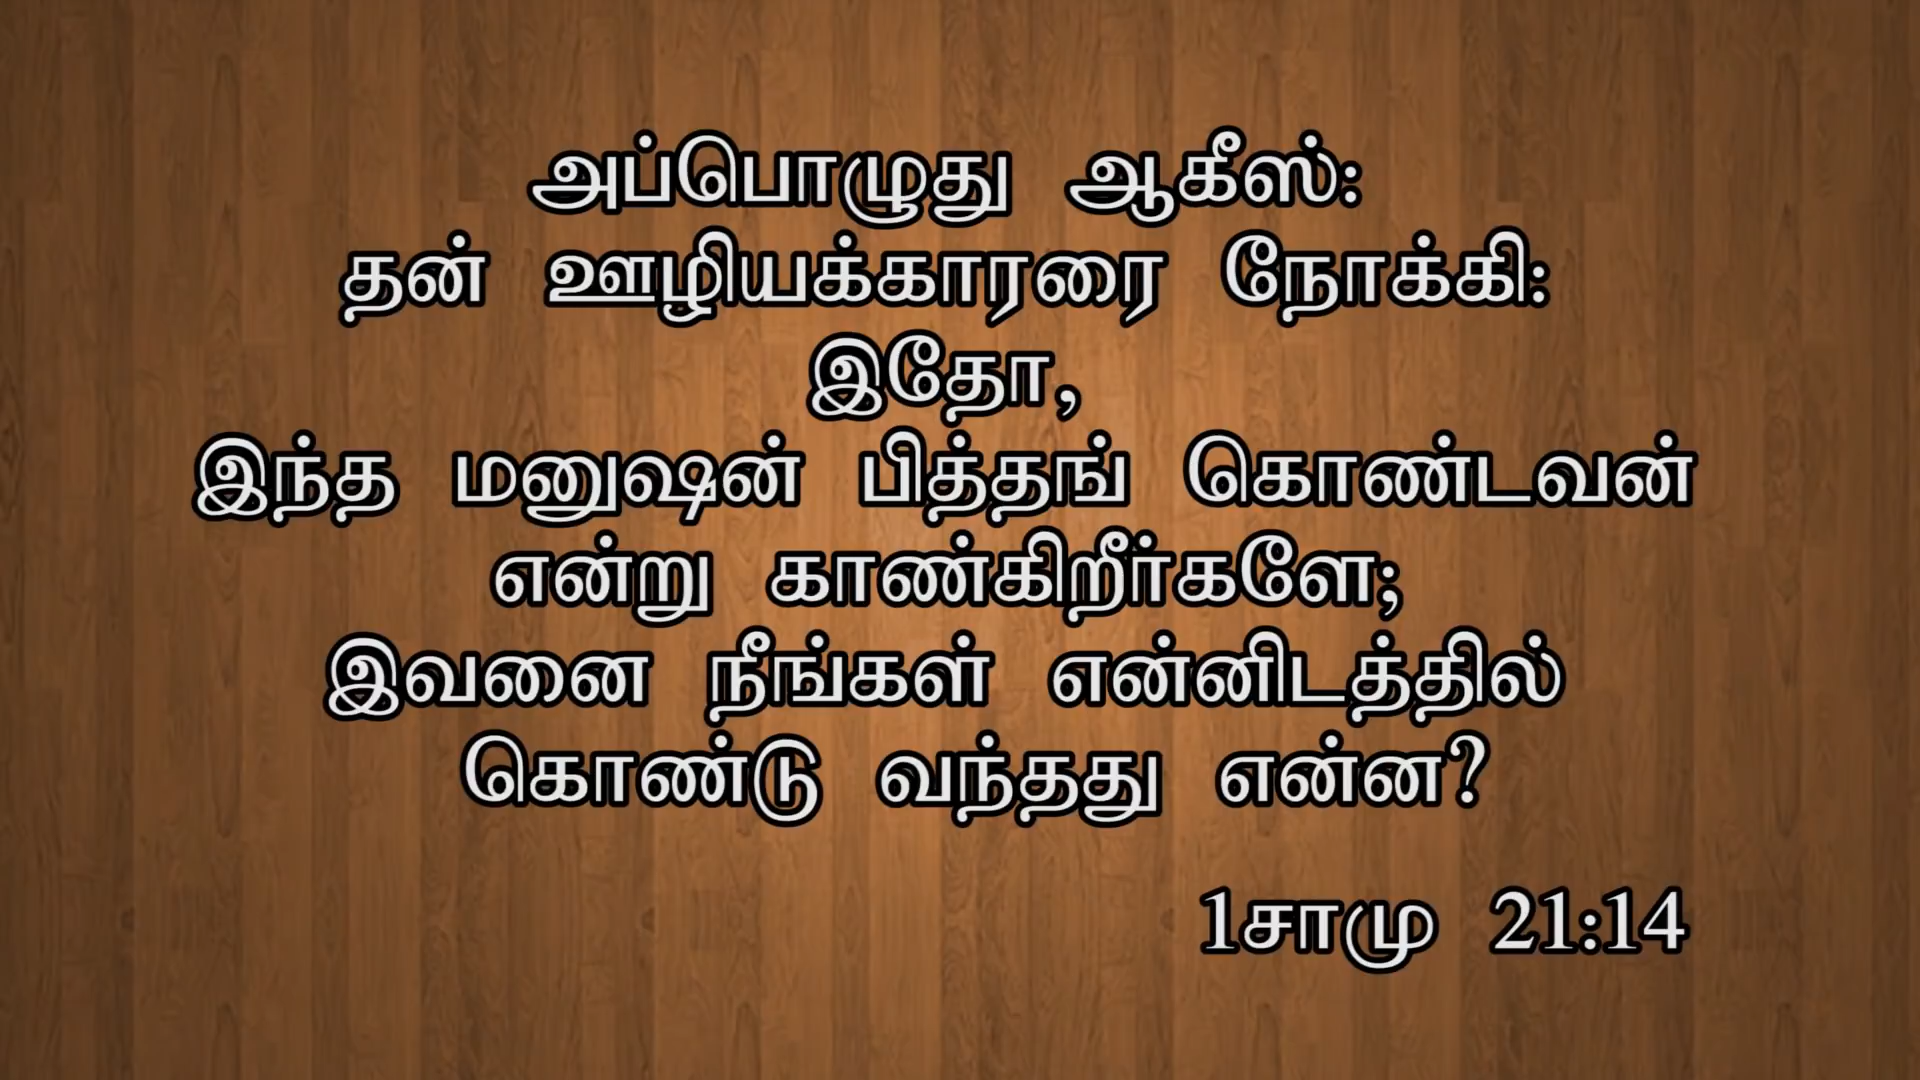 அப்பொழுது ஆகீஸ்:
தன் ஊழியக்காரரை நோக்கி:
இதோ,
இந்த மனுஷன் பித்தங் கொண்டவன்
என்று காண்கிறீர்களே;
இவனை நீங்கள் என்னிடத்தில்
கொண்டு வந்தது என்ன?
1சாமு 21:14